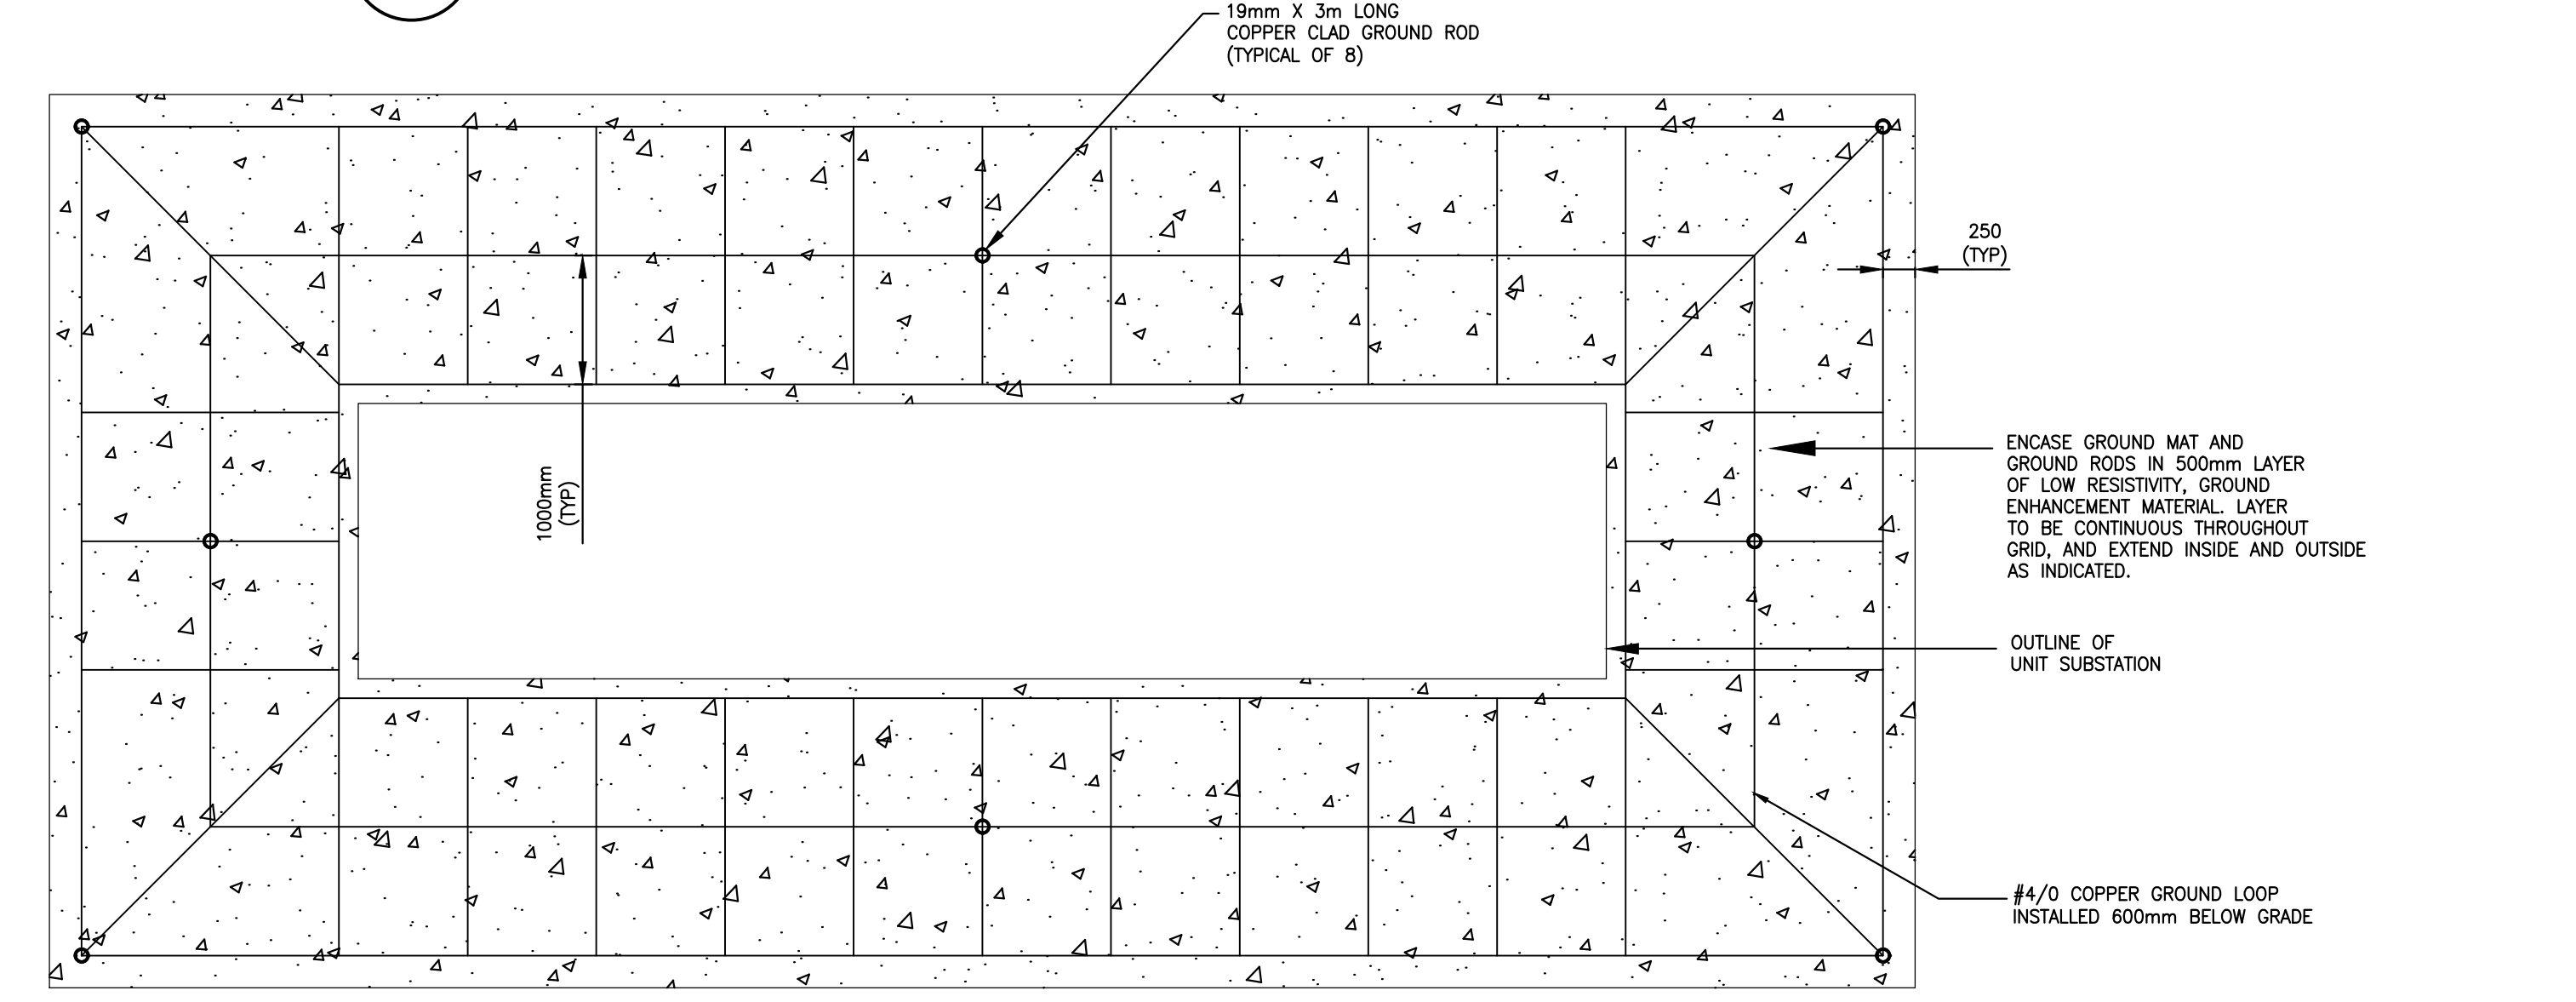 19mm X 3m LONG
COPPER CLAD GROUND ROD
(TYPICAL OF 8)
250
(TYP)
1000mm
(TYP)
ENCASE GROUND MAT AND
GROUND RODS IN 500mm LAYER
OF LOW RESISTIVITY, GROUND
ENHANCEMENT MATERIAL. LAYER
TO BE CONTINUOUS THROUGHOUT
GRID, AND EXTEND INSIDE AND OUTSIDE
AS INDICATED.
OUTLINE OF
UNIT SUBSTATION
#4/0 COPPER GROUND LOOP
INSTALLED 600mm BELOW GRADE